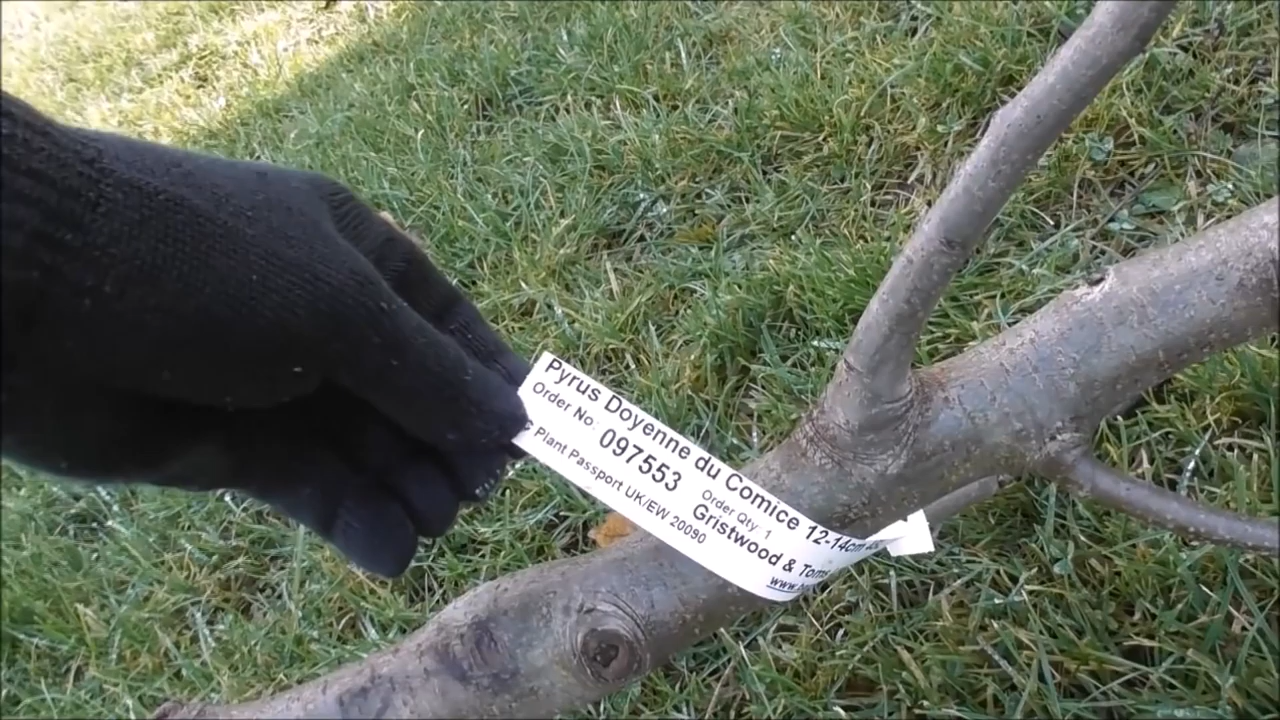 Pyrus Doyenne du Comice 12-14cm
Order No: 097553 Order Qty: 1
Plant Passport UK/EW 20090 Gristwood & Toms
www.